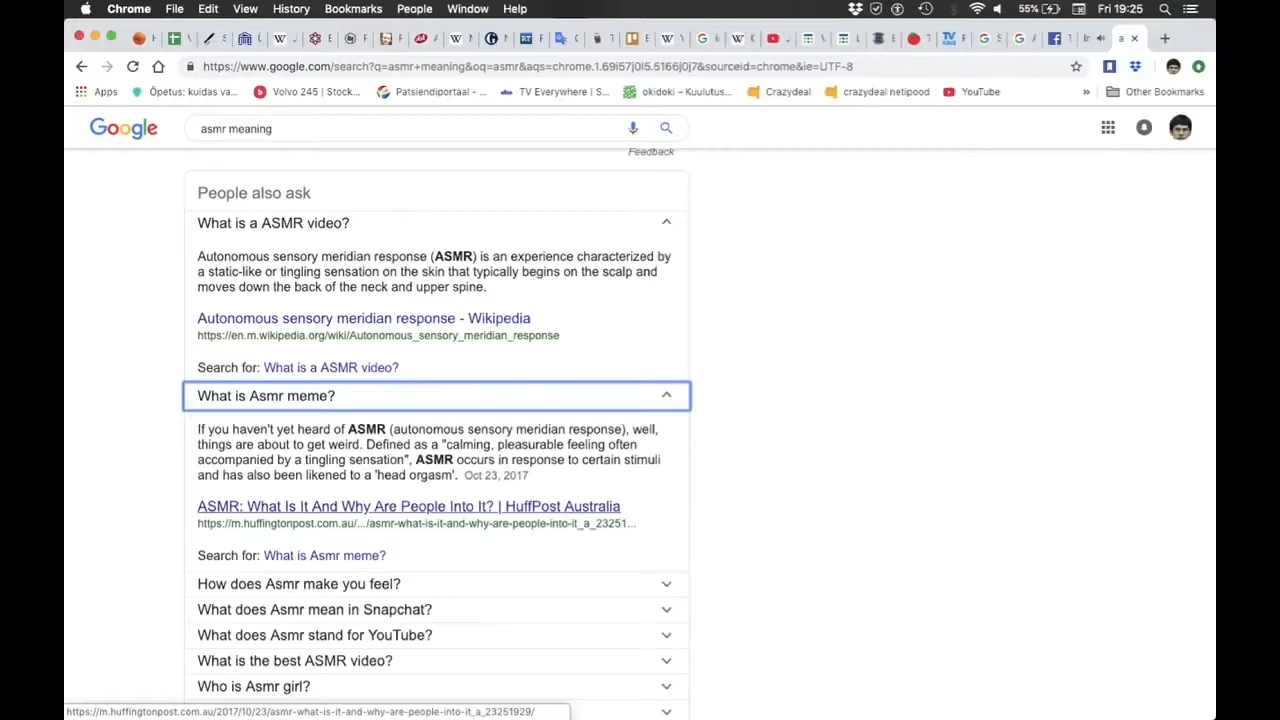 Chrome File Edit View History Bookmarks People Window Help 55% Fri 19:25
https://www.google.com/search?q=asmr+meaning&oq=asmr&aqs=chrome.1.69i57j0l5.5166j0j7&sourceid=chrome&ie=UTF-8
Apps Õpetus: kuidas va... Volvo 245 | Stock... Patsiendiportaal - ... TV Everywhere | S... okidoki – Kuulutus... Crazydeal crazydeal netipood YouTube » Other Bookmarks
Google asmr meaning
Feedback
People also ask
What is a ASMR video?
Autonomous sensory meridian response (ASMR) is an experience characterized by
a static-like or tingling sensation on the skin that typically begins on the scalp and
moves down the back of the neck and upper spine.
Autonomous sensory meridian response - Wikipedia
https://en.m.wikipedia.org/wiki/Autonomous_sensory_meridian_response
Search for: What is a ASMR video?
What is Asmr meme?
If you haven't yet heard of ASMR (autonomous sensory meridian response), well,
things are about to get weird. Defined as a "calming, pleasurable feeling often
accompanied by a tingling sensation", ASMR occurs in response to certain stimuli
and has also been likened to a 'head orgasm'. Oct 23, 2017
ASMR: What Is It And Why Are People Into It? | HuffPost Australia
https://m.huffingtonpost.com.au/.../asmr-what-is-it-and-why-are-people-into-it_a_23251...
Search for: What is Asmr meme?
How does Asmr make you feel?
What does Asmr mean in Snapchat?
What does Asmr stand for YouTube?
What is the best ASMR video?
Who is Asmr girl?
https://m.huffingtonpost.com.au/2017/10/23/asmr-what-is-it-and-why-are-people-into-it_a_23251929/